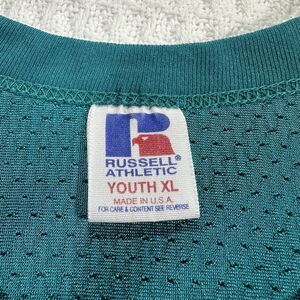 RUSSELL®
ATHLETIC
YOUTH XL
MADE IN U.S.A.
FOR CARE & CONTENT SEE REVERSE